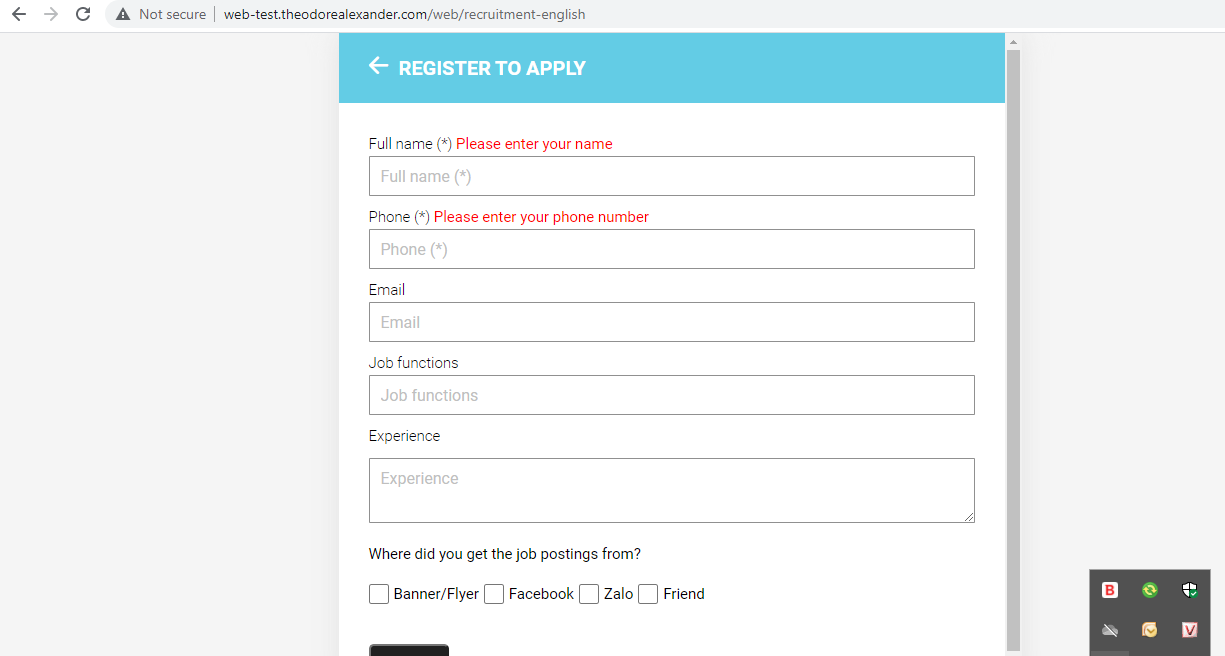 Not secure web-test.theodorealexander.com/web/recruitment-english
REGISTER TO APPLY
Full name (*) Please enter your name
Full name (*)
Phone (*) Please enter your phone number
Phone (*)
Email
Email
Job functions
Job functions
Experience
Experience
Where did you get the job postings from?
Banner/Flyer Facebook Zalo Friend
B
V